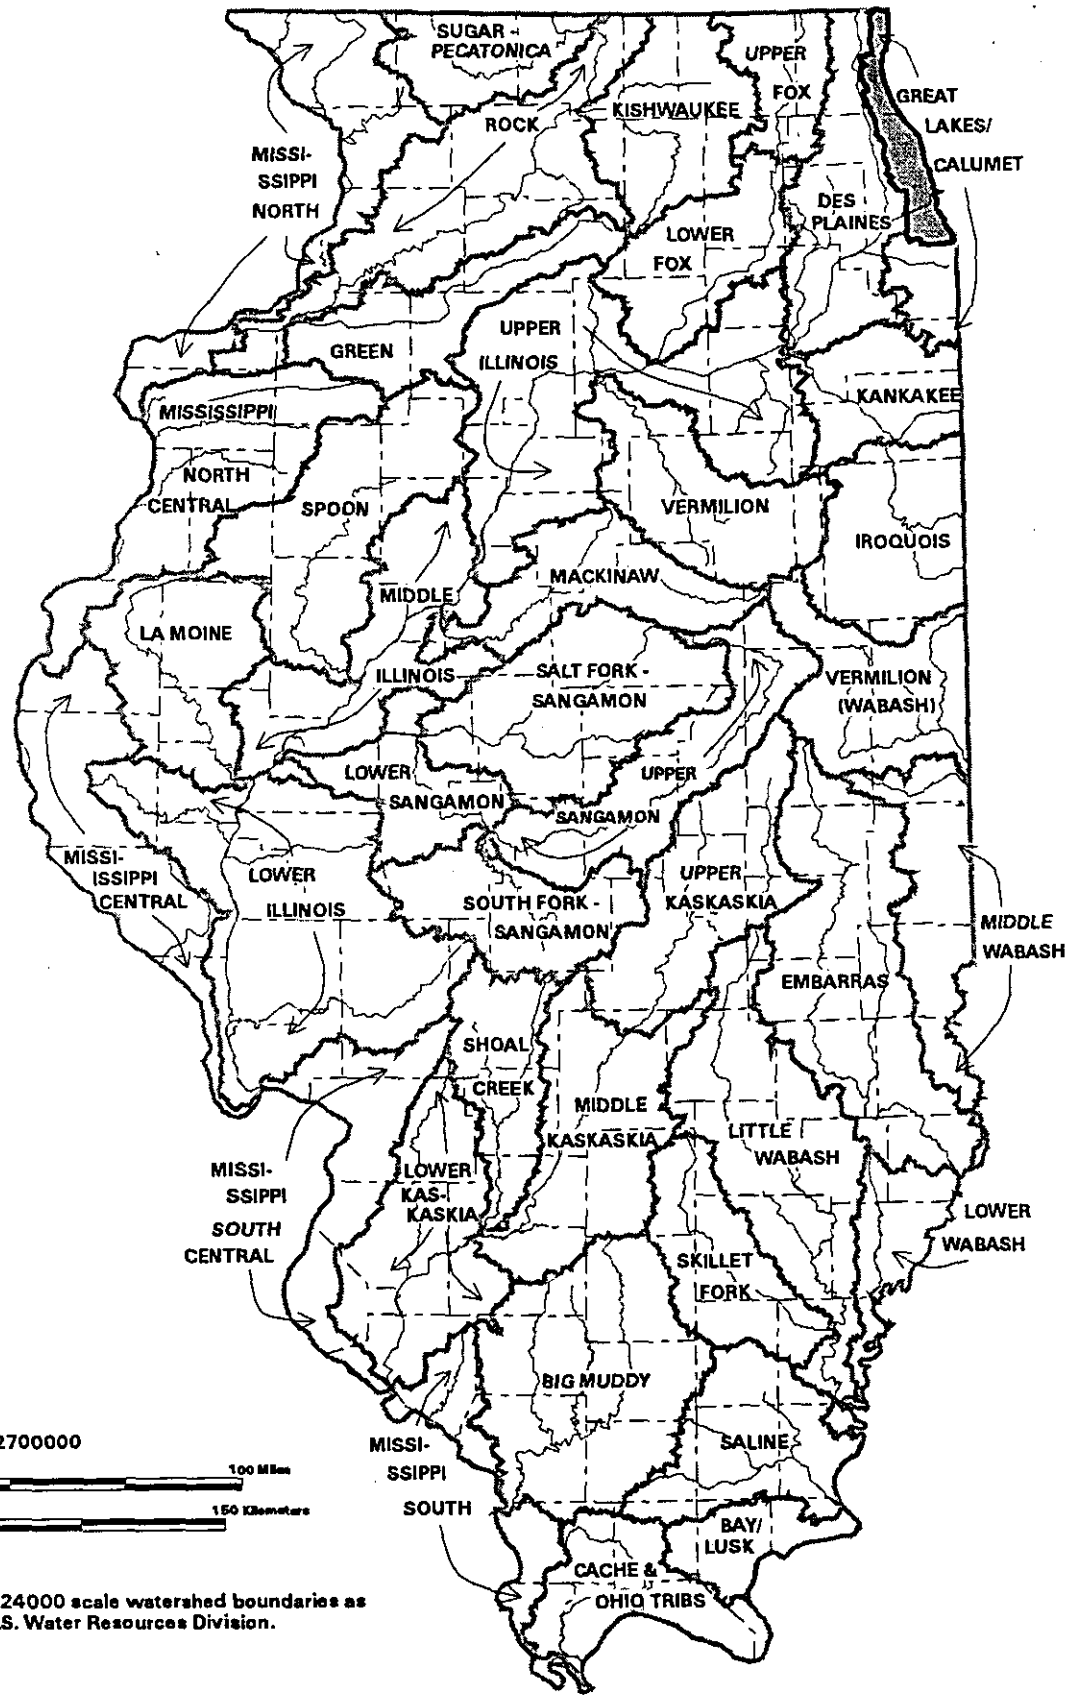 SUGAR -
PECATONICA
UPPER
FOX
GREAT
LAKES/
CALUMET
KISHWAUKEE
ROCK
MISSI-
SSIPPI
NORTH
DES
PLAINES
LOWER
FOX
UPPER
ILLINOIS
GREEN
KANKAKEE
MISSISSIPPI
NORTH
CENTRAL
SPOON
VERMILION
IROQUOIS
MACKINAW
MIDDLE
ILLINOIS
LA MOINE
SALT FORK -
SANGAMON
VERMILION
(WABASH)
LOWER
SANGAMON
UPPER
SANGAMON
MISSI-
ISSIPPI
CENTRAL
LOWER
ILLINOIS
UPPER
KASKASKIA
SOUTH FORK -
SANGAMON
MIDDLE
WABASH
EMBARRAS
SHOAL
CREEK
MIDDLE
KASKASKIA
LITTLE
WABASH
MISSI-
SSIPPI
SOUTH
CENTRAL
LOWER
KAS-
KASKIA
LOWER
WABASH
SKILLET
FORK
BIG MUDDY
SALINE
MISSI-
SSIPPI
SOUTH
BAY/
LUSK
CACHE &
OHIO TRIBS
2700000
100 Miles
150 Kilometers
24000 scale watershed boundaries as
.S. Water Resources Division.